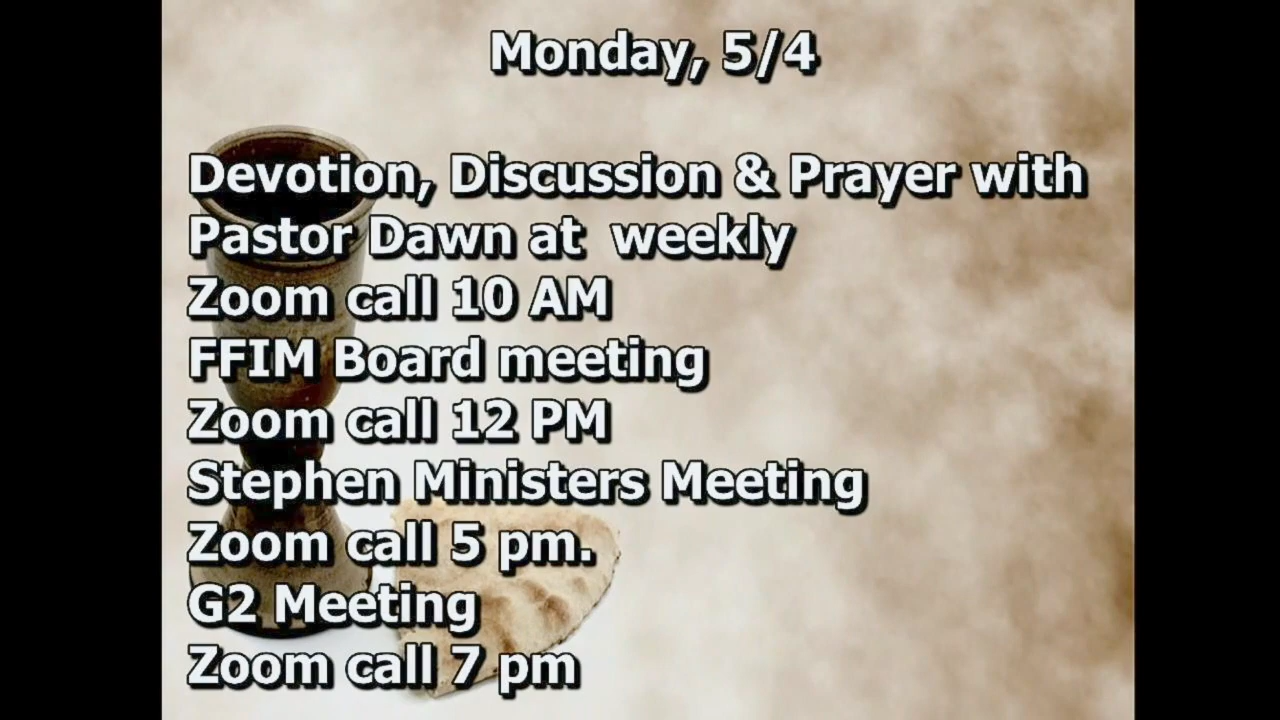 Monday, 5/4
Devotion, Discussion & Prayer with
Pastor Dawn at  weekly
Zoom call 10 AM
FFIM Board meeting
Zoom call 12 PM
Stephen Ministers Meeting
Zoom call 5 pm.
G2 Meeting
Zoom call 7 pm